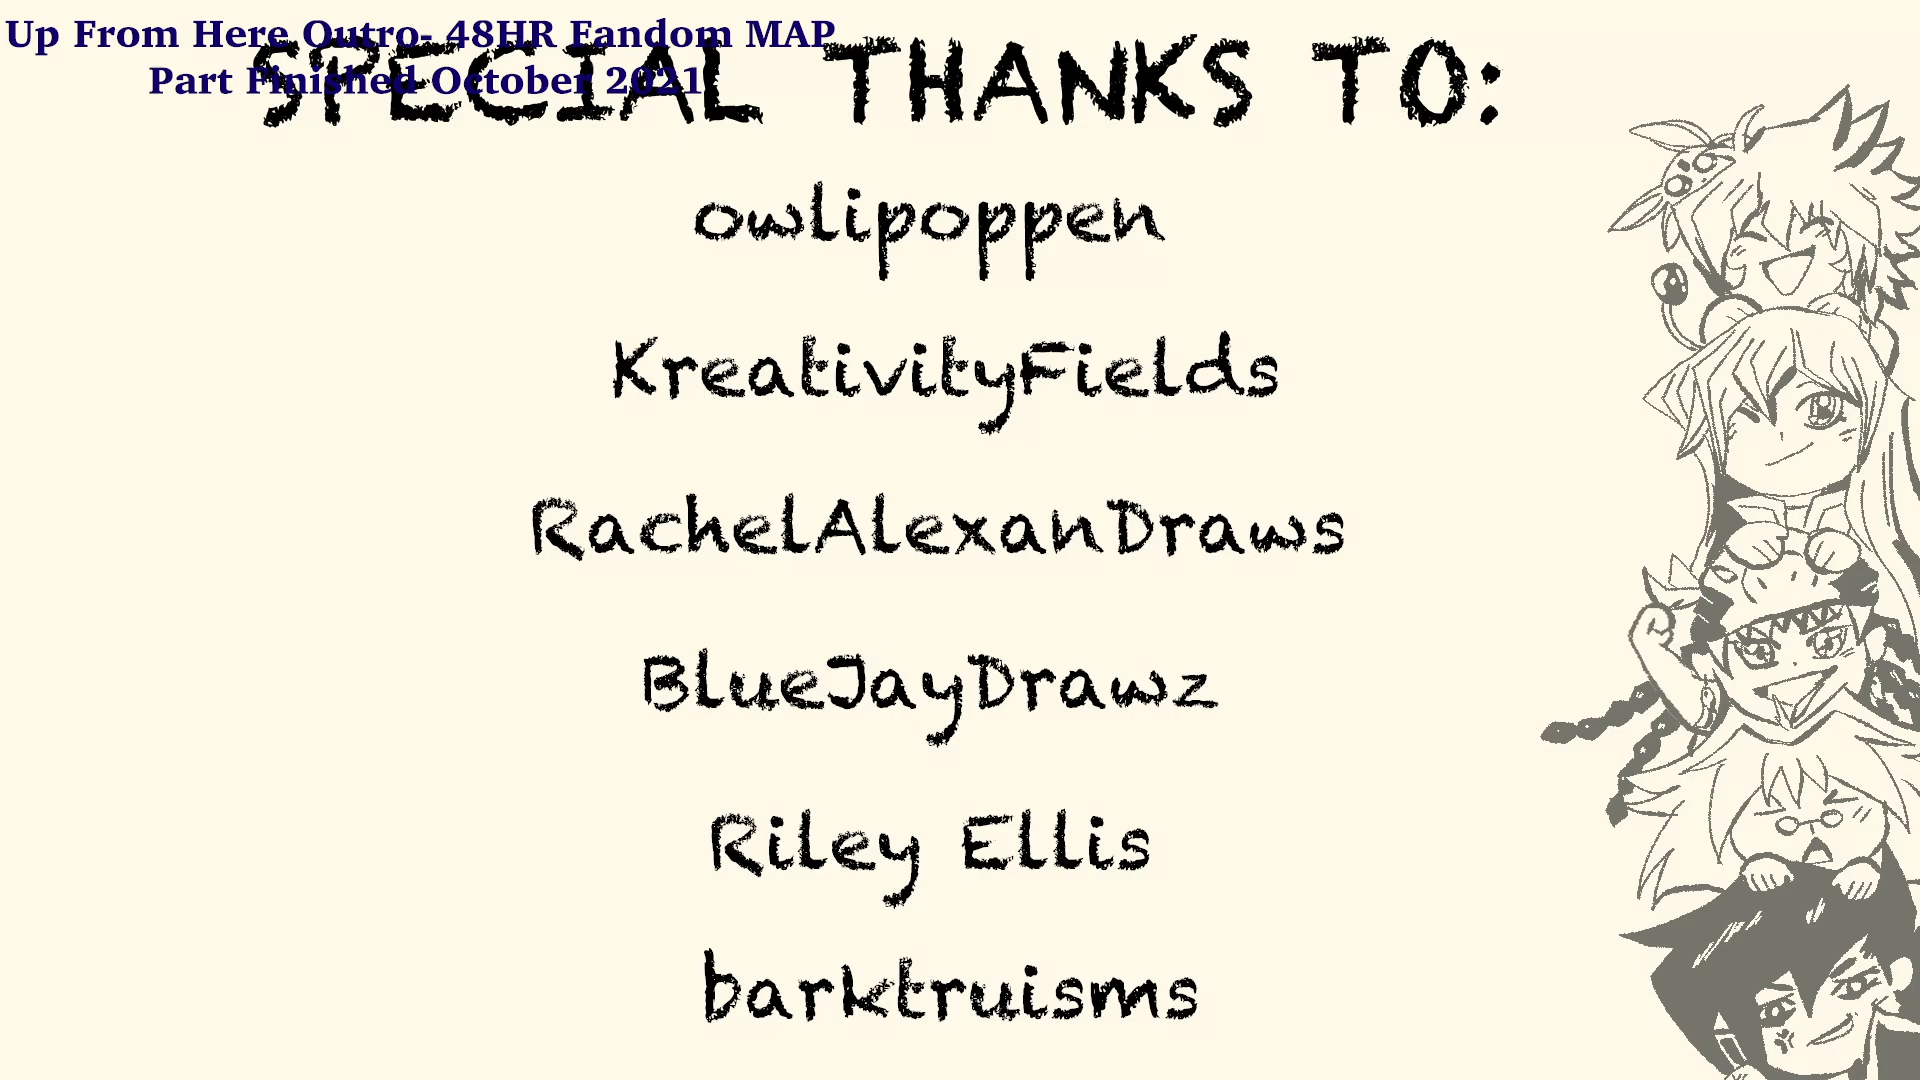 Up From Here Outro- 48HR Fandom MAP
Part Finished October 2021
SPECIAL THANKS TO:
owlipoppen
KreativityFields
RachelAlexanDraws
BlueJayDrawz
Riley Ellis
barktruisms